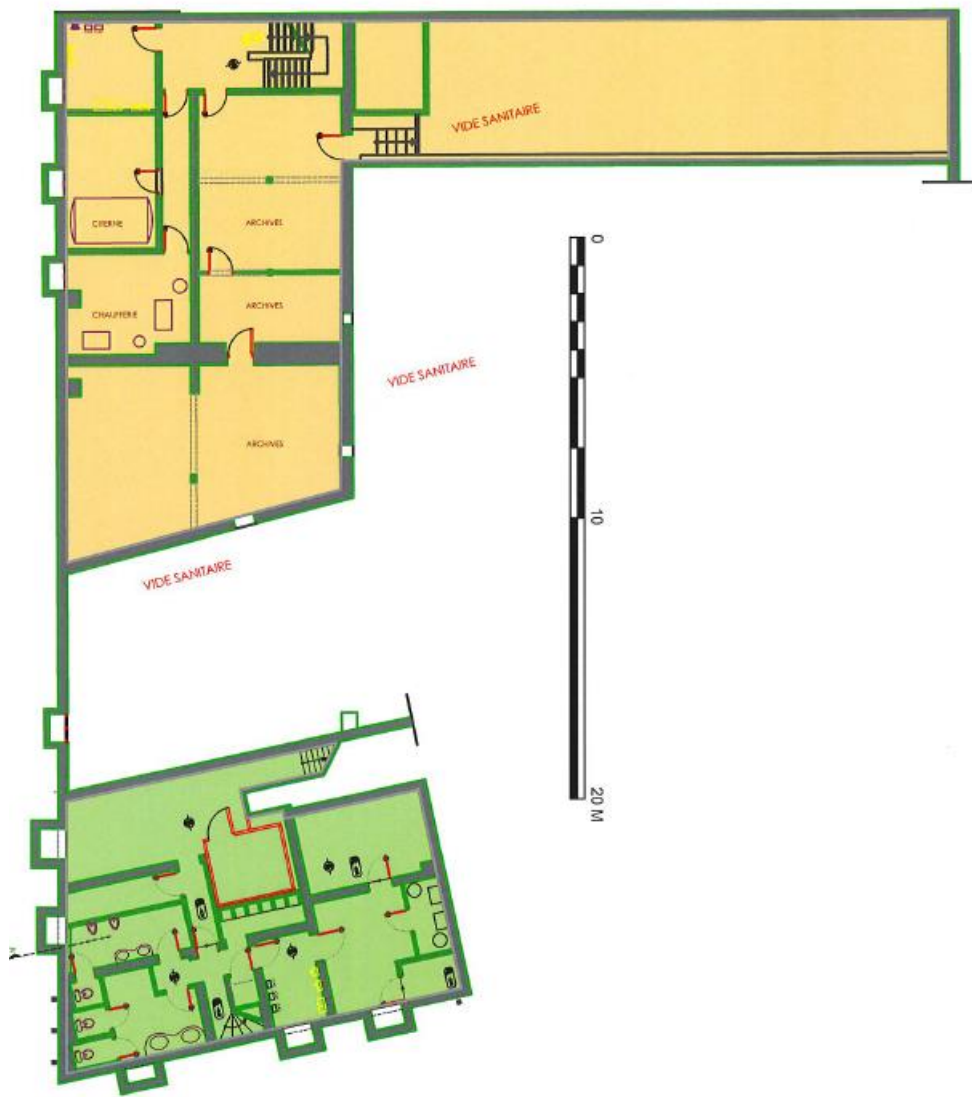 VIDE SANITAIRE
CITERNE
ARCHIVES
CHAUFFERIE
ARCHIVES
VIDE SANITAIRE
ARCHIVES
VIDE SANITAIRE
0
10
20 M